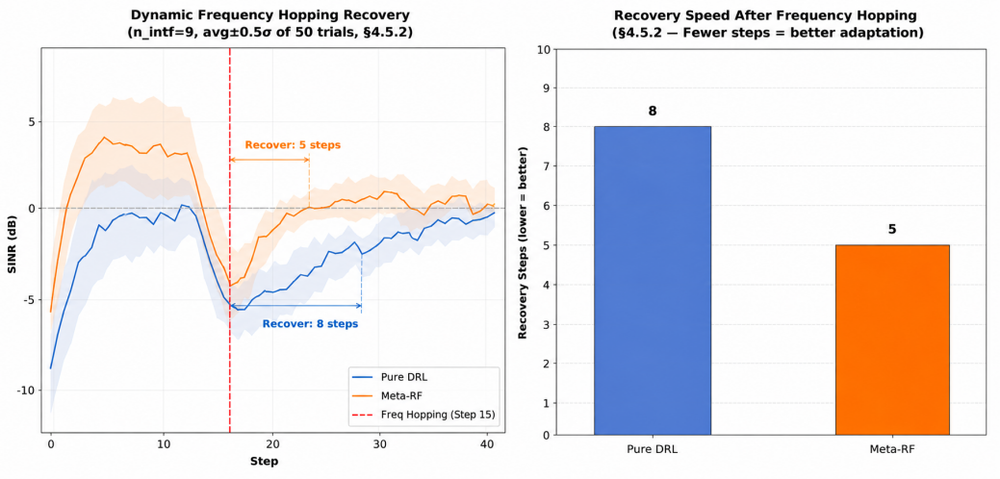 Dynamic Frequency Hopping Recovery
(n_intf=9, avg±0.5σ of 50 trials, §4.5.2)
SINR (dB)
5
0
-5
-10
Recover: 5 steps
Recover: 8 steps
Pure DRL
Meta-RF
Freq Hopping (Step 15)
0
10
20
30
40
Step
Recovery Speed After Frequency Hopping
(§4.5.2 — Fewer steps = better adaptation)
Recovery Steps (lower = better)
10
9
8
7
6
5
4
3
2
1
0
8
5
Pure DRL
Meta-RF